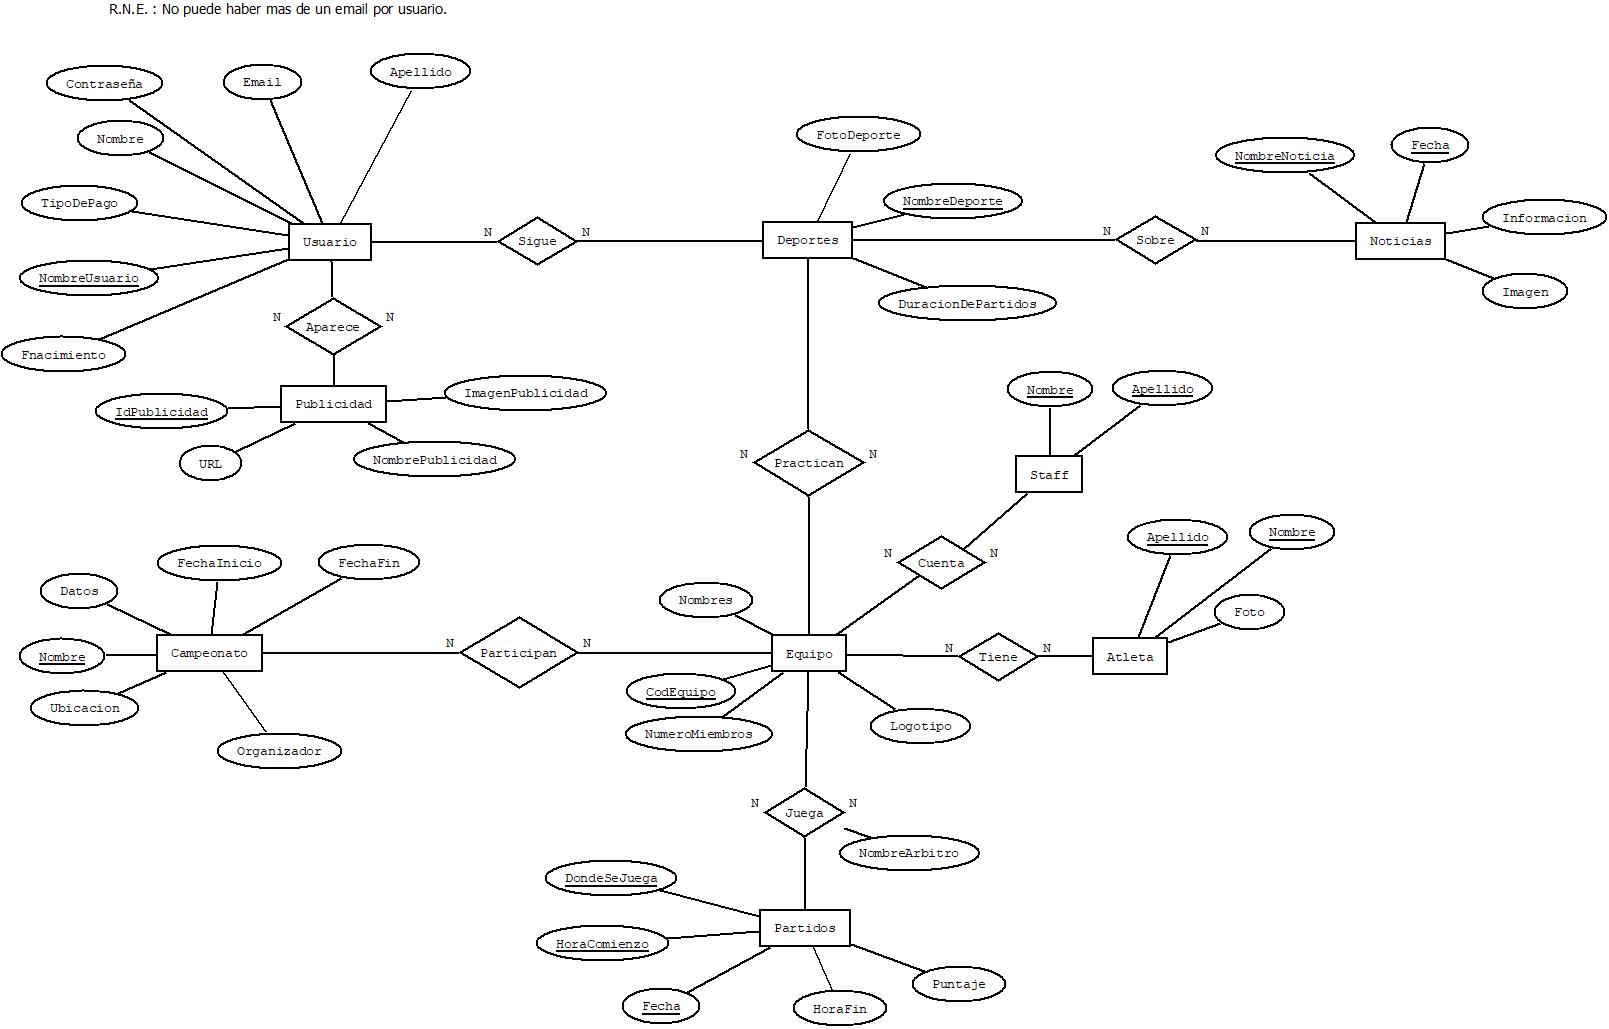 R.N.E. : No puede haber mas de un email por usuario.
Contraseña
Email
Apellido
Nombre
TipoDePago
Usuario
NombreUsuario
Fnacimiento
N
Sigue
N
FotoDeporte
NombreDeporte
Deportes
DuracionDePartidos
N
Sobre
N
NombreNoticia
Fecha
Informacion
Noticias
Imagen
N
Aparece
N
Publicidad
ImagenPublicidad
IdPublicidad
URL
NombrePublicidad
N
Practican
N
Nombre
Apellido
Staff
N
Cuenta
N
Apellido
Nombre
Foto
Atleta
N
Tiene
N
FechaInicio
FechaFin
Datos
Nombre
Campeonato
Ubicacion
Organizador
N
Participan
N
Nombres
Equipo
CodEquipo
NumeroMiembros
Logotipo
N
Juega
N
NombreArbitro
DondeSeJuega
Partidos
HoraComienzo
Fecha
HoraFin
Puntaje